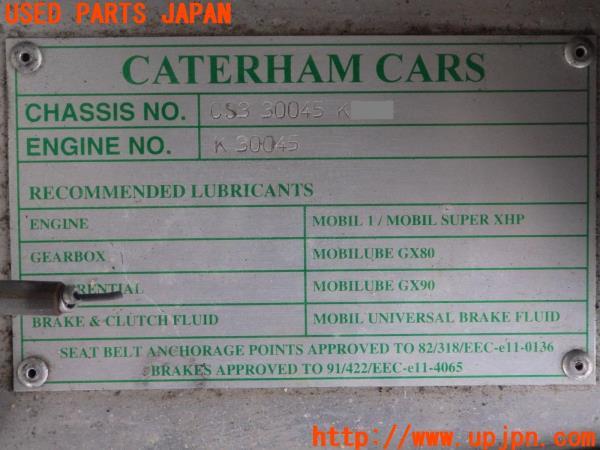 USED PARTS JAPAN
CATERHAM CARS
CHASSIS NO. CS3 30045 K
ENGINE NO. K 30045
RECOMMENDED LUBRICANTS
ENGINE MOBIL 1 / MOBIL SUPER XHP
GEARBOX MOBILUBE GX80
MOBILUBE GX90
BRAKE & CLUTCH FLUID MOBIL UNIVERSAL BRAKE FLUID
SEAT BELT ANCHORAGE POINTS APPROVED TO 82/318/EEC-e11-0136
BRAKES APPROVED TO 91/422/EEC-e11-4065
http://www.upjpn.com